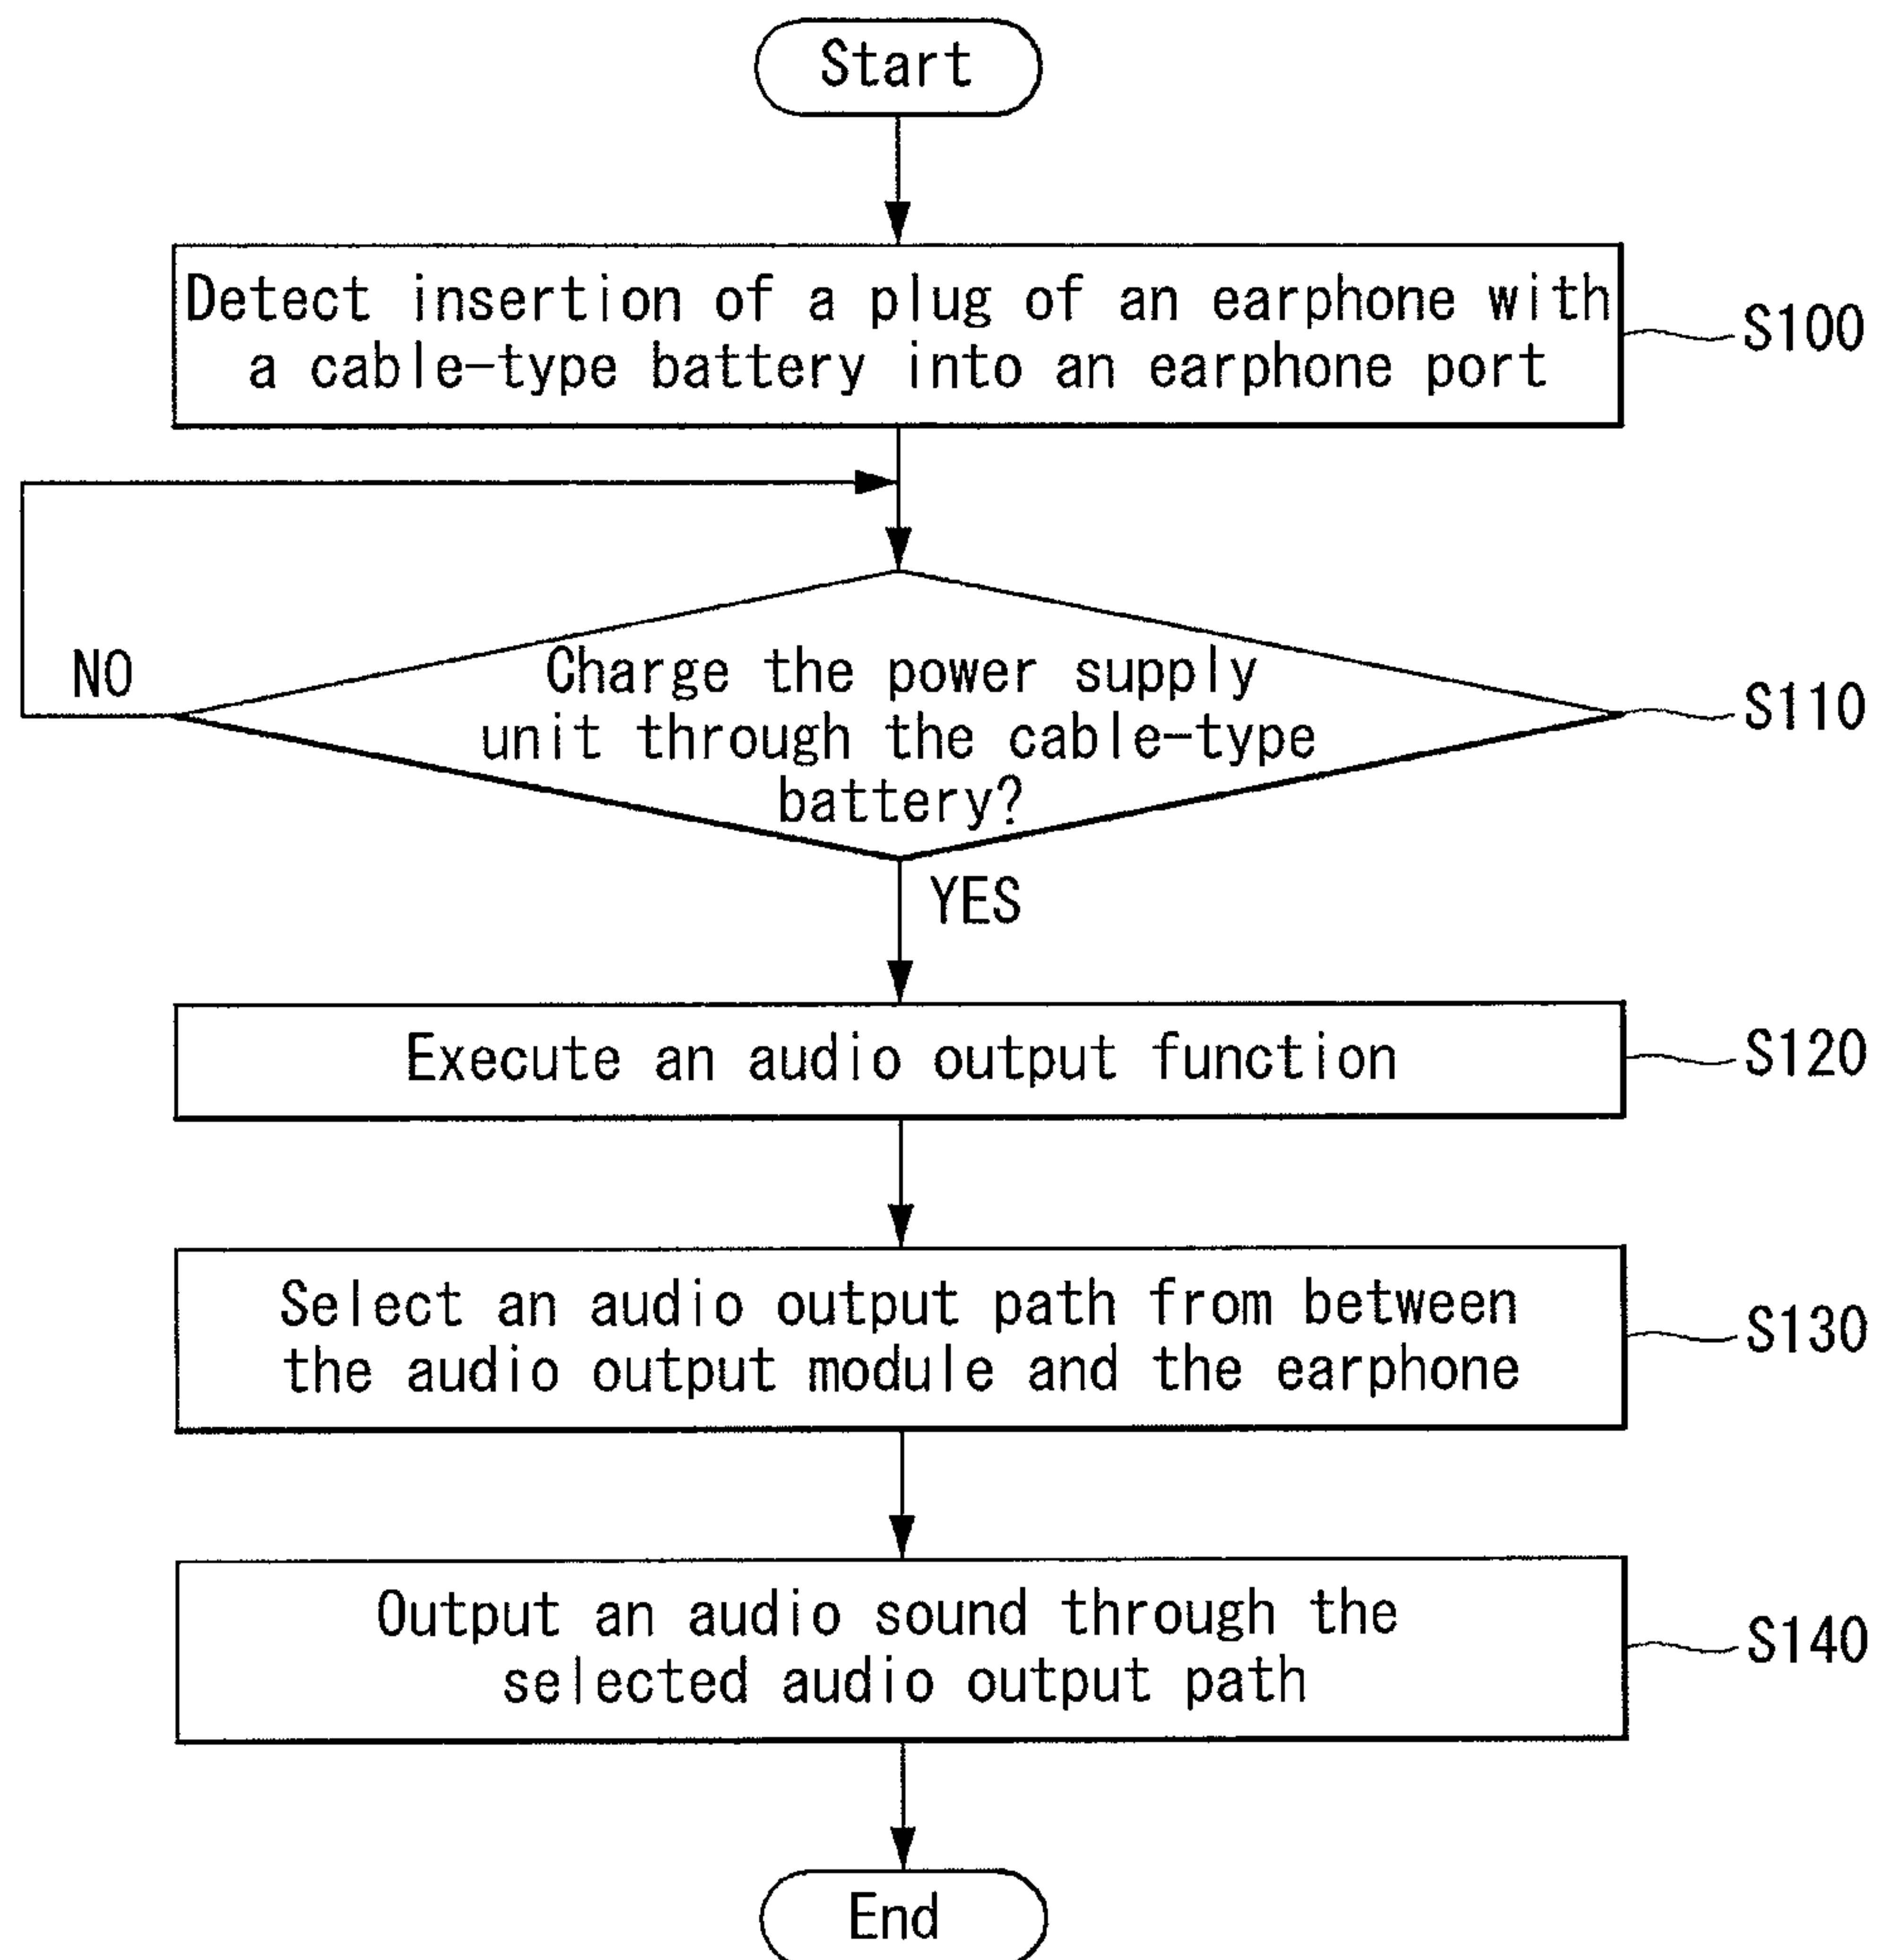 Start
Detect insertion of a plug of an earphone with
a cable-type battery into an earphone port
S100
NO
Charge the power supply
unit through the cable-type
battery?
S110
YES
Execute an audio output function
S120
Select an audio output path from between
the audio output module and the earphone
S130
Output an audio sound through the
selected audio output path
S140
End